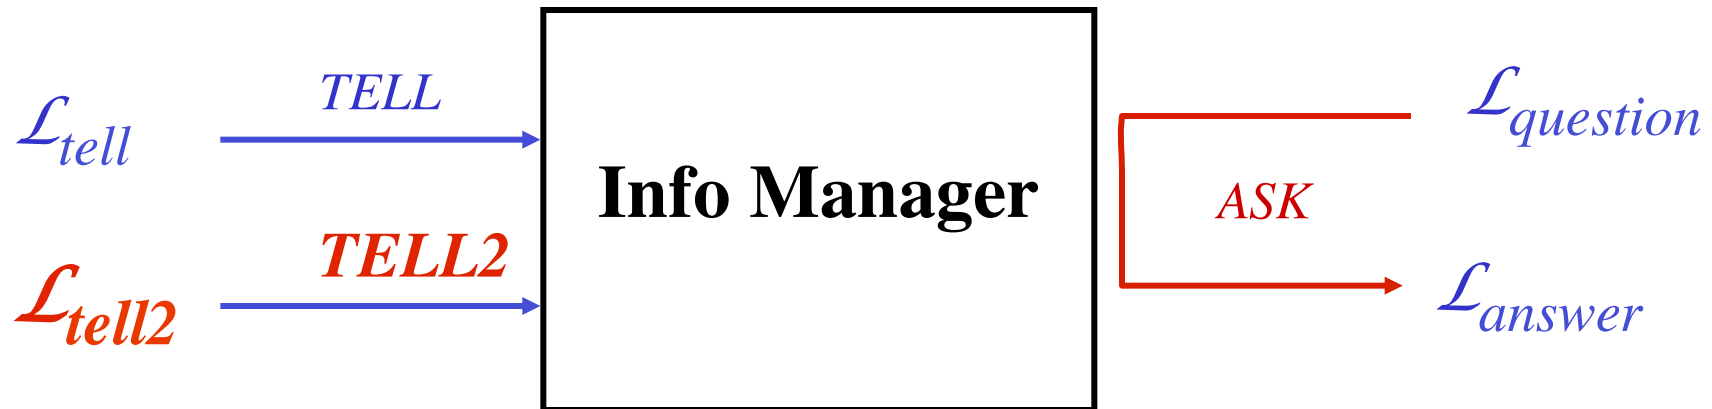 ℒtell
TELL
ℒtell2
TELL2
Info Manager
ASK
ℒquestion
ℒanswer